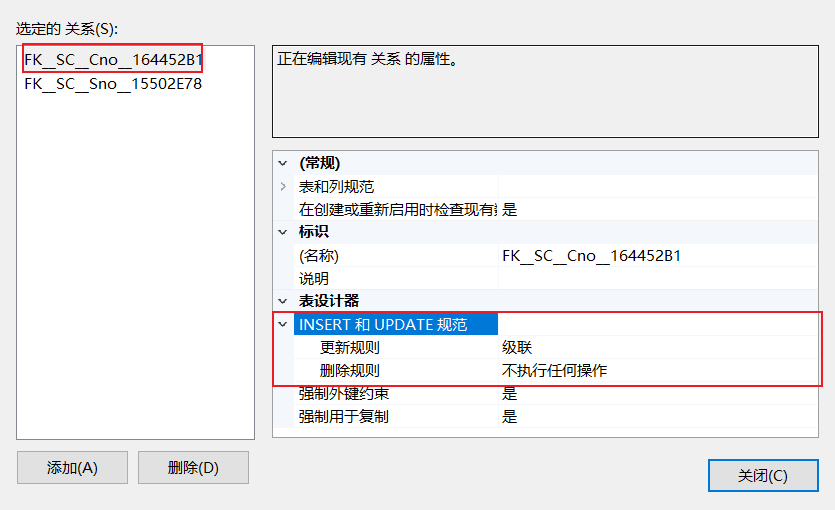 选定的 关系(S):
FK__SC__Cno__164452B1
FK__SC__Sno__15502E78
添加(A)
删除(D)
正在编辑现有 关系 的属性。
(常规)
表和列规范
在创建或重新启用时检查现有 是
标识
(名称) FK__SC__Cno__164452B1
说明
表设计器
INSERT 和 UPDATE 规范
更新规则 级联
删除规则 不执行任何操作
强制外键约束 是
强制用于复制 是
关闭(C)